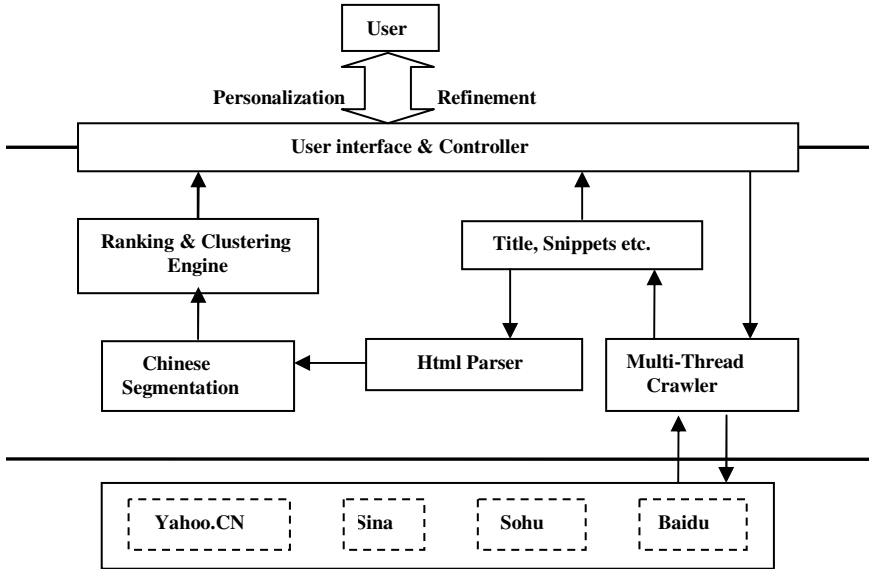 User
Personalization
Refinement
User interface & Controller
Ranking & Clustering
Engine
Title, Snippets etc.
Chinese
Segmentation
Html Parser
Multi-Thread
Crawler
Yahoo.CN
Sina
Sohu
Baidu